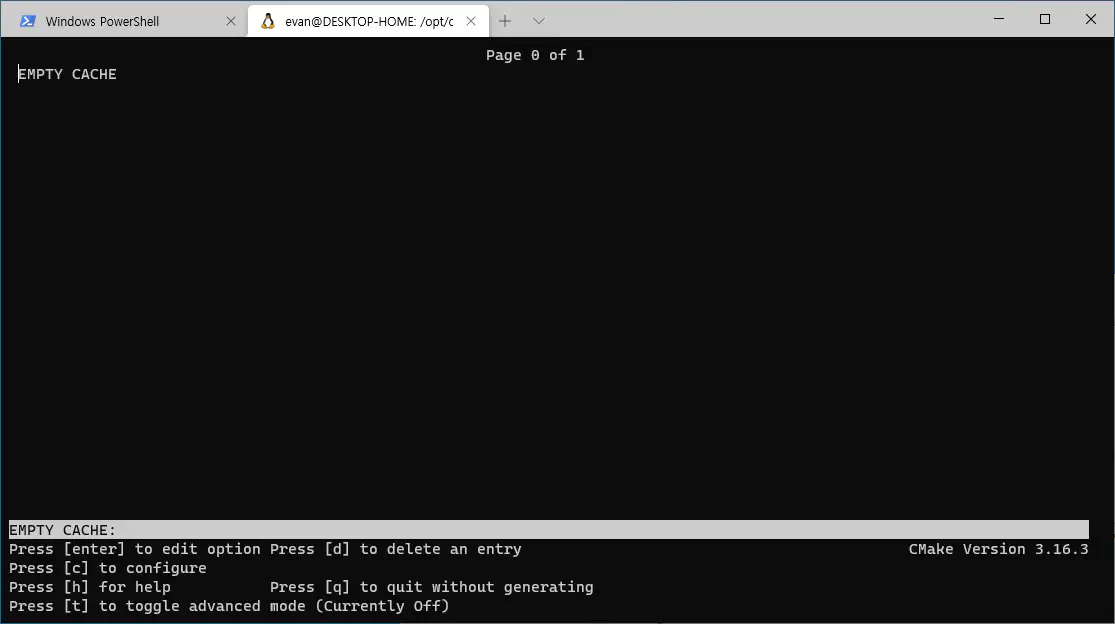 Windows PowerShell
evan@DESKTOP-HOME: /opt/c
Page 0 of 1
EMPTY CACHE
EMPTY CACHE:
Press [enter] to edit option Press [d] to delete an entry CMake Version 3.16.3
Press [c] to configure
Press [h] for help Press [q] to quit without generating
Press [t] to toggle advanced mode (Currently Off)